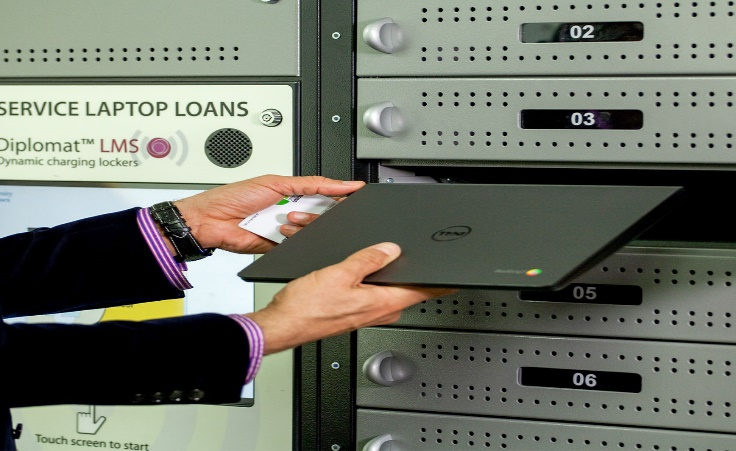 SERVICE LAPTOP LOANS
Diplomat™ LMS
Dynamic charging lockers
Touch screen to start
02
03
DELL
05
06